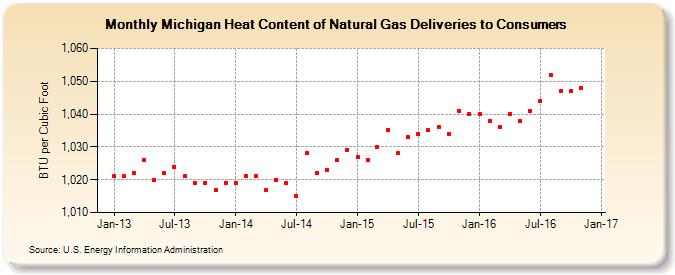 Monthly Michigan Heat Content of Natural Gas Deliveries to Consumers
BTU per Cubic Foot
1,060
1,050
1,040
1,030
1,020
1,010
Jan-13 Jul-13 Jan-14 Jul-14 Jan-15 Jul-15 Jan-16 Jul-16 Jan-17
Source: U.S. Energy Information Administration